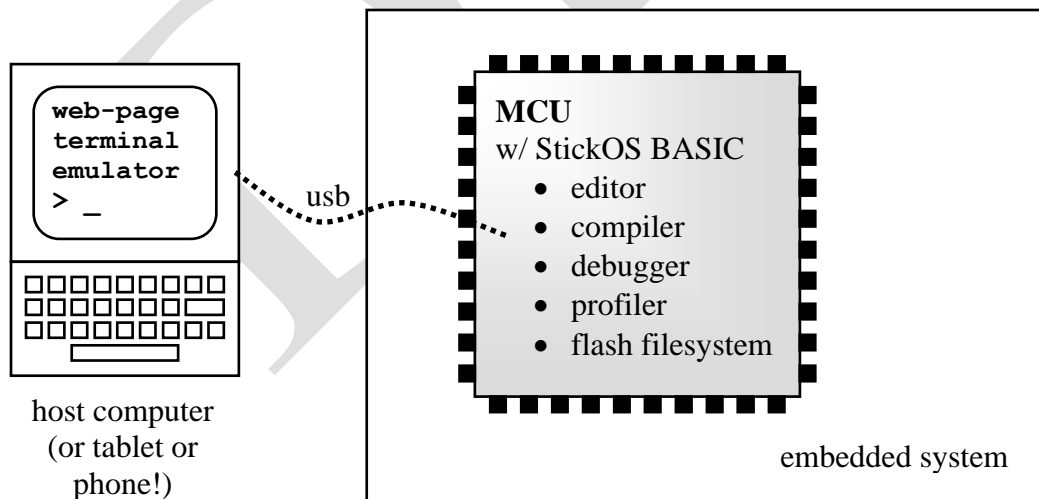 web-page
terminal
emulator
> _
usb
MCU
w/ StickOS BASIC
• editor
• compiler
• debugger
• profiler
• flash filesystem
host computer
(or tablet or
phone!)
embedded system